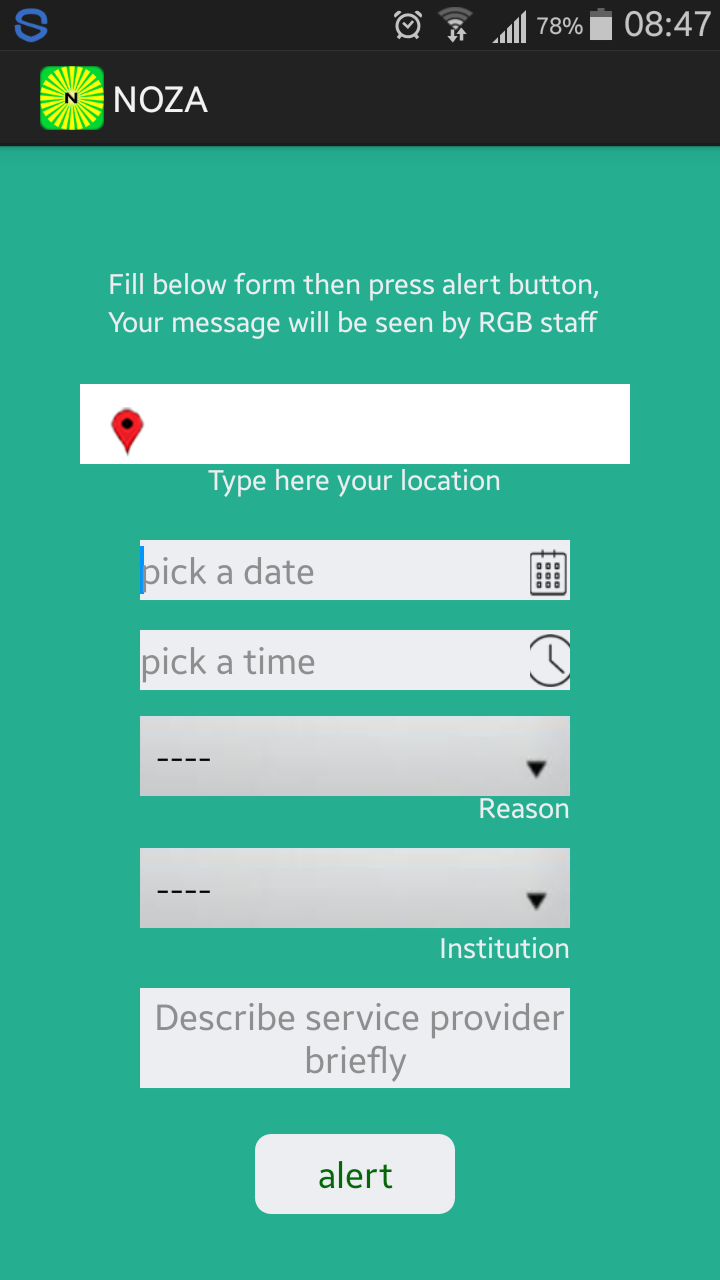 78% 08:47
N NOZA
Fill below form then press alert button,
Your message will be seen by RGB staff
Type here your location
pick a date
pick a time
----
Reason
----
Institution
Describe service provider
briefly
alert